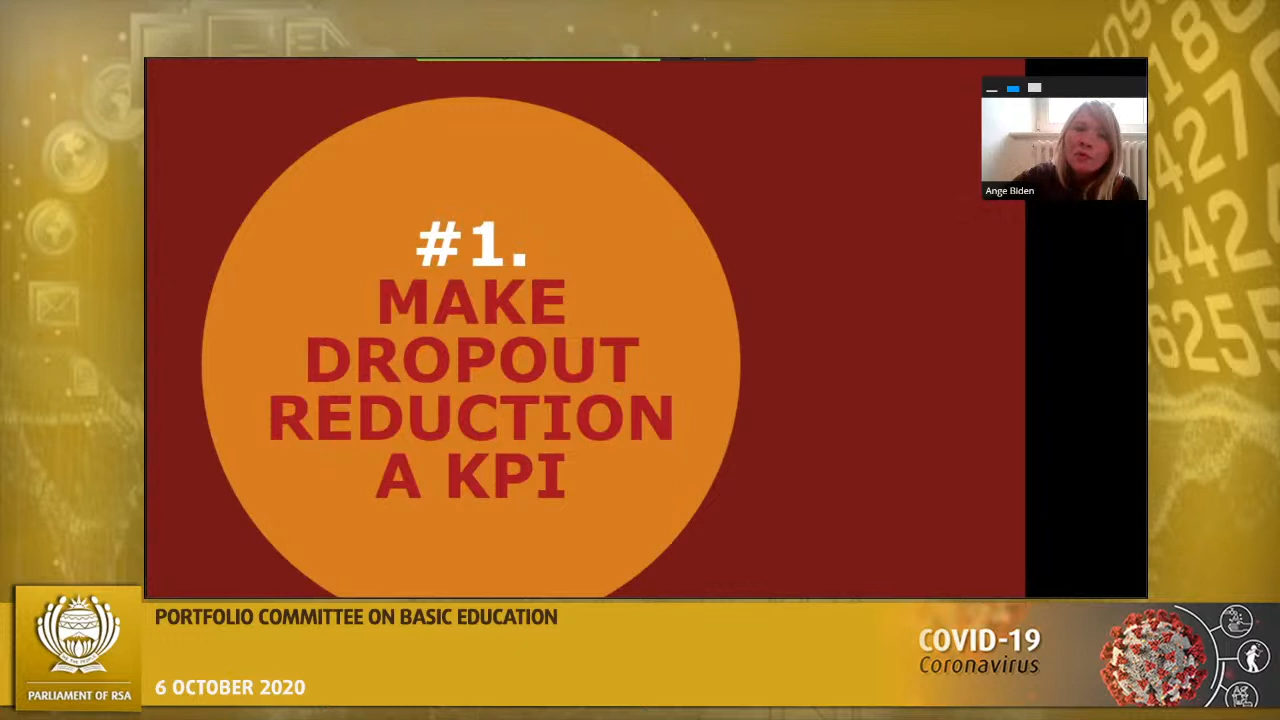 #1.
MAKE
DROPOUT
REDUCTION
A KPI
Ange Biden
PORTFOLIO COMMITTEE ON BASIC EDUCATION
6 OCTOBER 2020
PARLIAMENT OF RSA
COVID-19
Coronavirus